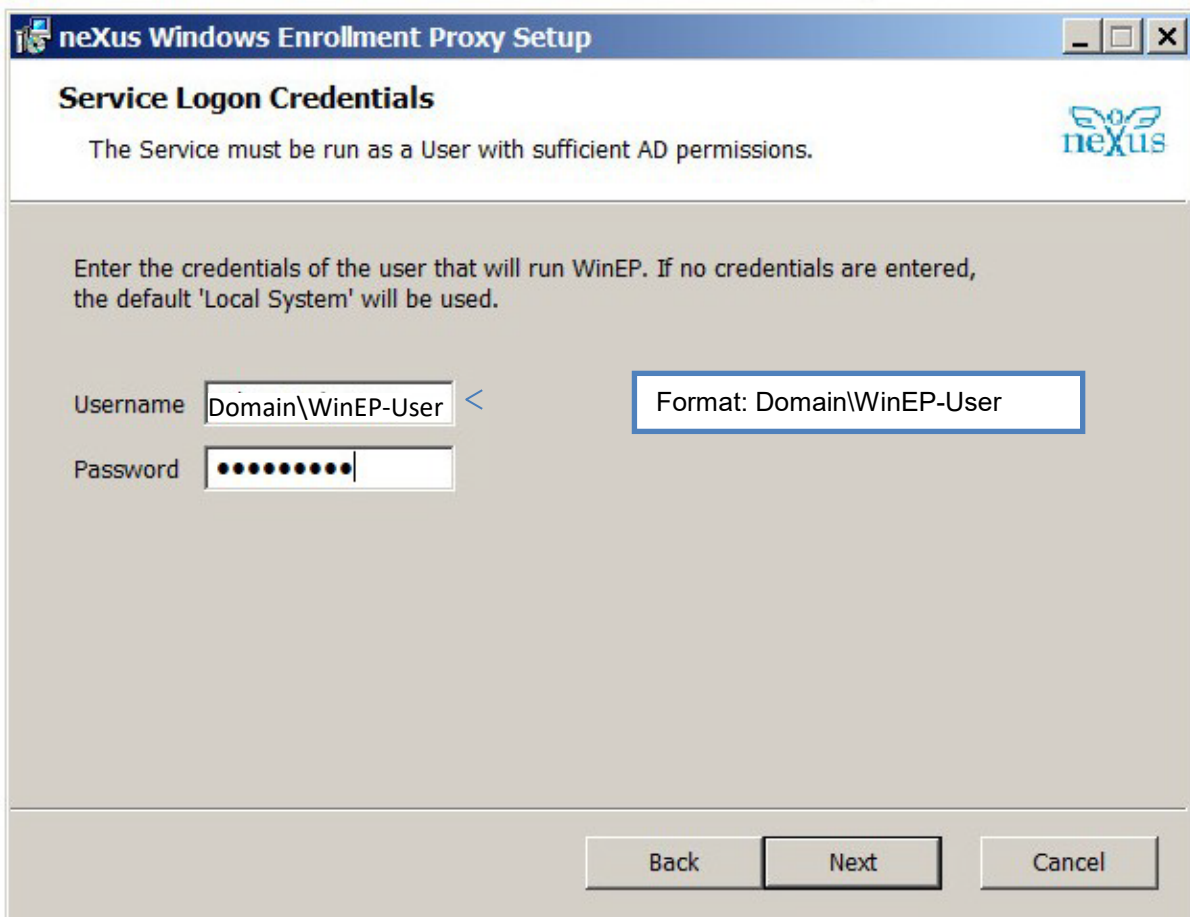 neXus Windows Enrollment Proxy Setup
Service Logon Credentials
The Service must be run as a User with sufficient AD permissions.
neXus
Enter the credentials of the user that will run WinEP. If no credentials are entered,
the default 'Local System' will be used.
Username Domain\WinEP-User < Format: Domain\WinEP-User
Password ●●●●●●●●●
Back Next Cancel